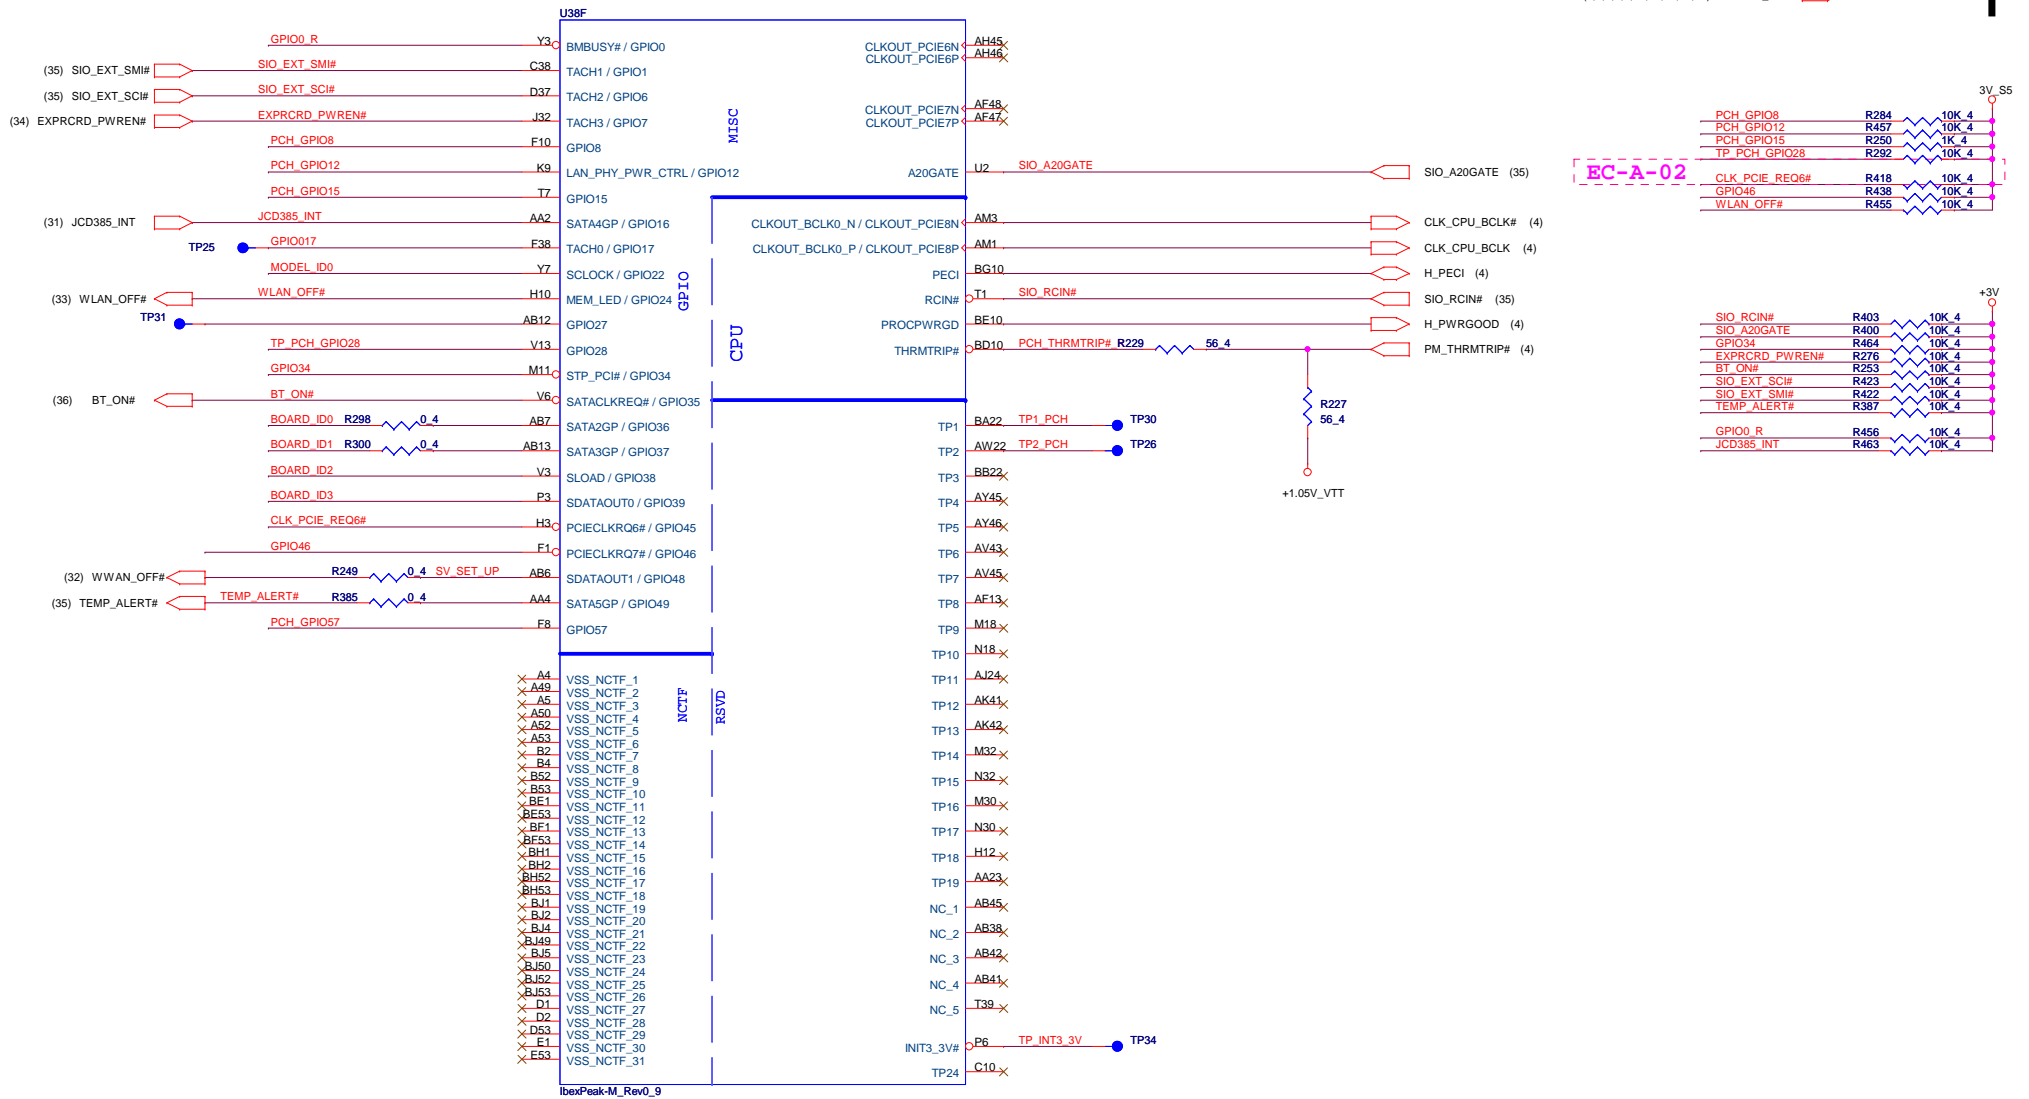 U38F
GPIO0_R Y3 BMBUSY# / GPIO0
(35) SIO_EXT_SMI# SIO_EXT_SMI# C38 TACH1 / GPIO1
(35) SIO_EXT_SCI# SIO_EXT_SCI# D37 TACH2 / GPIO6
(34) EXPRCRD_PWREN# EXPRCRD_PWREN# J32 TACH3 / GPIO7
PCH_GPIO8 F10 GPIO8
PCH_GPIO12 K9 LAN_PHY_PWR_CTRL / GPIO12
PCH_GPIO15 T7 GPIO15
(31) JCD385_INT JCD385_INT AA2 SATA4GP / GPIO16
TP25 GPIO017 F38 TACH0 / GPIO17
MODEL_ID0 Y7 SCLOCK / GPIO22
(33) WLAN_OFF# WLAN_OFF# H10 MEM_LED / GPIO24
TP31 AB12 GPIO27
TP_PCH_GPIO28 V13 GPIO28
GPIO34 M11 STP_PCI# / GPIO34
(36) BT_ON# BT_ON# V6 SATACLKREQ# / GPIO35
BOARD_ID0 R298 0_4 AB7 SATA2GP / GPIO36
BOARD_ID1 R300 0_4 AB13 SATA3GP / GPIO37
BOARD_ID2 V3 SLOAD / GPIO38
BOARD_ID3 P3 SDATAOUT0 / GPIO39
CLK_PCIE_REQ6# H3 PCIECLKRQ6# / GPIO45
GPIO46 F1 PCIECLKRQ7# / GPIO46
(32) WWAN_OFF# R249 0_4 SV_SET_UP AB6 SDATAOUT1 / GPIO48
(35) TEMP_ALERT# TEMP_ALERT# R385 0_4 AA4 SATA5GP / GPIO49
PCH_GPIO57 F8 GPIO57
A4 VSS_NCTF_1
A49 VSS_NCTF_2
A5 VSS_NCTF_3
A50 VSS_NCTF_4
A52 VSS_NCTF_5
A53 VSS_NCTF_6
B2 VSS_NCTF_7
B4 VSS_NCTF_8
B52 VSS_NCTF_9
B53 VSS_NCTF_10
BE1 VSS_NCTF_11
BE53 VSS_NCTF_12
BF1 VSS_NCTF_13
BF53 VSS_NCTF_14
BH1 VSS_NCTF_15
BH2 VSS_NCTF_16
BH52 VSS_NCTF_17
BH53 VSS_NCTF_18
BJ1 VSS_NCTF_19
BJ2 VSS_NCTF_20
BJ4 VSS_NCTF_21
BJ49 VSS_NCTF_22
BJ5 VSS_NCTF_23
BJ50 VSS_NCTF_24
BJ52 VSS_NCTF_25
BJ53 VSS_NCTF_26
D1 VSS_NCTF_27
D2 VSS_NCTF_28
D53 VSS_NCTF_29
E1 VSS_NCTF_30
E53 VSS_NCTF_31
IbexPeak-M_Rev0_9
MISC
GPIO
CPU
NCTF
RSVD
CLKOUT_PCIE6N AH45
CLKOUT_PCIE6P AH46
CLKOUT_PCIE7N AF48
CLKOUT_PCIE7P AF47
A20GATE U2 SIO_A20GATE SIO_A20GATE (35)
CLKOUT_BCLK0_N / CLKOUT_PCIE8N AM3 CLK_CPU_BCLK# (4)
CLKOUT_BCLK0_P / CLKOUT_PCIE8P AM1 CLK_CPU_BCLK (4)
PECI BG10 H_PECI (4)
RCIN# T1 SIO_RCIN# SIO_RCIN# (35)
PROCPWRGD BE10 H_PWRGOOD (4)
THRMTRIP# BD10 PCH_THRMTRIP# R229 56_4 PM_THRMTRIP# (4)
R227
56_4
+1.05V_VTT
TP1 BA22 TP1_PCH TP30
TP2 AW22 TP2_PCH TP26
TP3 BB22
TP4 AY45
TP5 AY46
TP6 AV43
TP7 AV45
TP8 AF13
TP9 M18
TP10 N18
TP11 AJ24
TP12 AK41
TP13 AK42
TP14 M32
TP15 N32
TP16 M30
TP17 N30
TP18 H12
TP19 AA23
NC_1 AB45
NC_2 AB38
NC_3 AB42
NC_4 AB41
NC_5 T39
INIT3_3V# P6 TP_INT3_3V TP34
TP24 C10
3V_S5
PCH_GPIO8 R284 10K_4
PCH_GPIO12 R457 10K_4
PCH_GPIO15 R250 1K_4
TP_PCH_GPIO28 R292 10K_4
EC-A-02
CLK_PCIE_REQ6# R418 10K_4
GPIO46 R438 10K_4
WLAN_OFF# R455 10K_4
+3V
SIO_RCIN# R403 10K_4
SIO_A20GATE R400 10K_4
GPIO34 R464 10K_4
EXPRCRD_PWREN# R276 10K_4
BT_ON# R253 10K_4
SIO_EXT_SCI# R423 10K_4
SIO_EXT_SMI# R422 10K_4
TEMP_ALERT# R387 10K_4
GPIO0_R R456 10K_4
JCD385_INT R463 10K_4